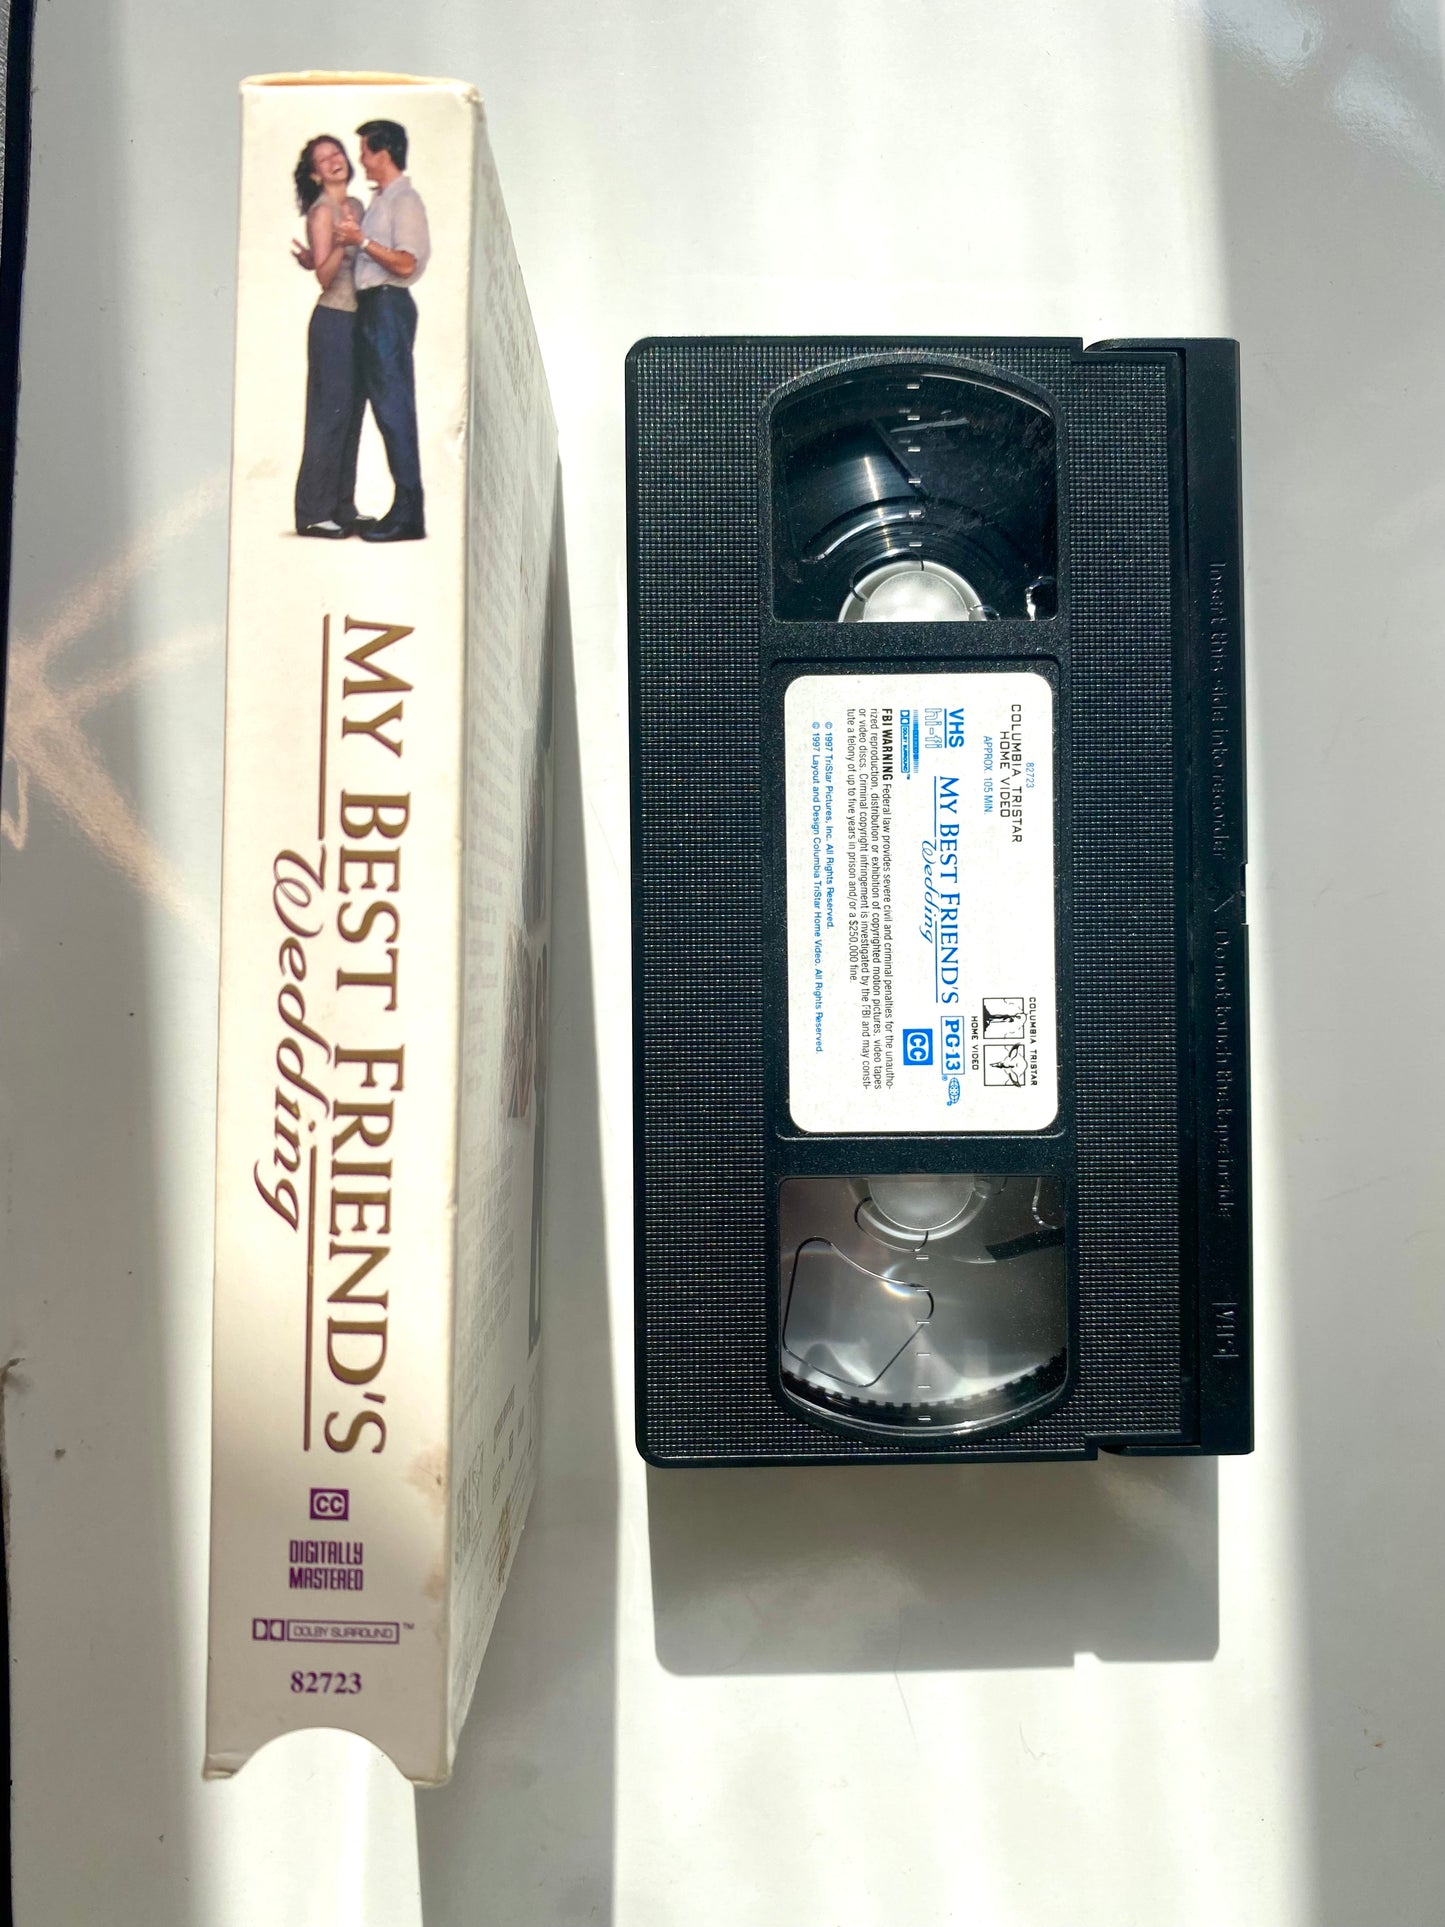 MY BEST FRIEND'S
Wedding
CC
DIGITALLY
MASTERED
DOLBY SURROUND™
82723
82723
COLUMBIA TRISTAR
HOME VIDEO
APPROX. 105 MIN.
COLUMBIA TRISTAR
HOME VIDEO
VHS
hi-fi
DOLBY SURROUND™
MY BEST FRIEND'S
Wedding
PG-13®
CC
FBI WARNING Federal law provides severe civil and criminal penalties for the unautho-
rized reproduction, distribution or exhibition of copyrighted motion pictures, video tapes
or video discs. Criminal copyright infringement is investigated by the FBI and may consti-
tute a felony of up to five years in prison and/or a $250,000 fine.
© 1997 TriStar Pictures, Inc. All Rights Reserved.
© 1997 Layout and Design Columbia TriStar Home Video. All Rights Reserved.
Insert this side into recorder
Do not touch the tape inside
VHS